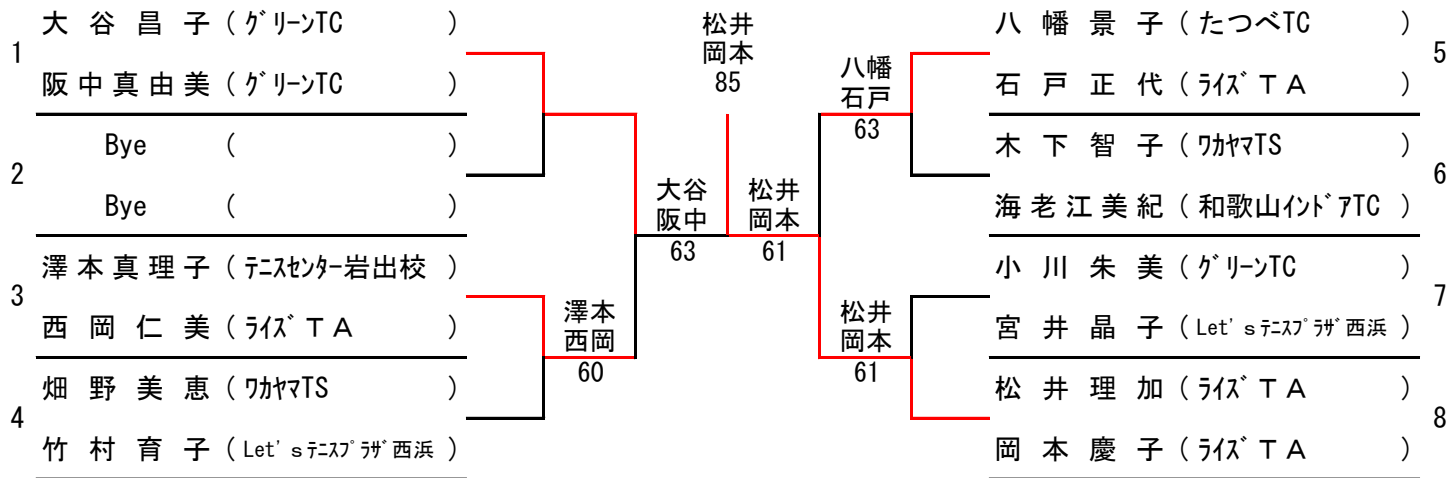 1
大谷昌子（グリーンTC）
阪中真由美（グリーンTC）
2
Bye （ ）
Bye （ ）
3
澤本真理子（テニスセンター岩出校）
西岡仁美（ライズＴＡ）
4
畑野美恵（ワカヤマTS）
竹村育子（Let'sテニスプラザ西浜）
澤本
西岡
60
大谷
阪中
63
松井
岡本
85
松井
岡本
61
八幡
石戸
63
松井
岡本
61
八幡景子（たつべTC）
石戸正代（ライズＴＡ）
5
木下智子（ワカヤマTS）
海老江美紀（和歌山インドアTC）
6
小川朱美（グリーンTC）
宮井晶子（Let'sテニスプラザ西浜）
7
松井理加（ライズＴＡ）
岡本慶子（ライズＴＡ）
8